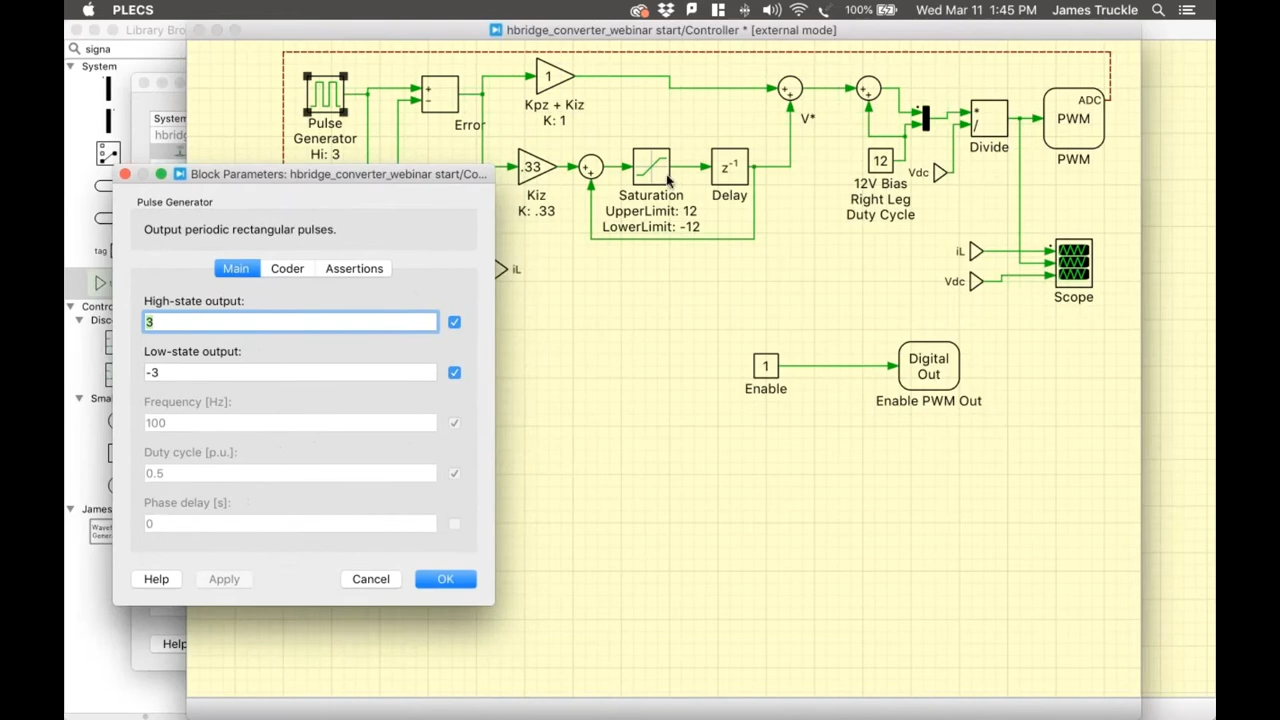 PLECS
100%
Wed Mar 11 1:45 PM
James Truckle
Library Bro
hbridge_converter_webinar start/Controller * [external mode]
signa
System
System
hbridg
tag
Contro
Disc
Sma
James
Wavef
Gener
Help
Pulse
Generator
Hi: 3
+
−
Error
1
Kpz + Kiz
K: 1
.33
Kiz
K: .33
Saturation
UpperLimit: 12
LowerLimit: -12
z-1
Delay
V*
12
12V Bias
Right Leg
Duty Cycle
Vdc
*
/
Divide
ADC
PWM
PWM
iL
iL
Vdc
Scope
1
Enable
Digital
Out
Enable PWM Out
Block Parameters: hbridge_converter_webinar start/Co...
Pulse Generator
Output periodic rectangular pulses.
Main
Coder
Assertions
High-state output:
3
Low-state output:
-3
Frequency [Hz]:
100
Duty cycle [p.u.]:
0.5
Phase delay [s]:
0
Help
Apply
Cancel
OK